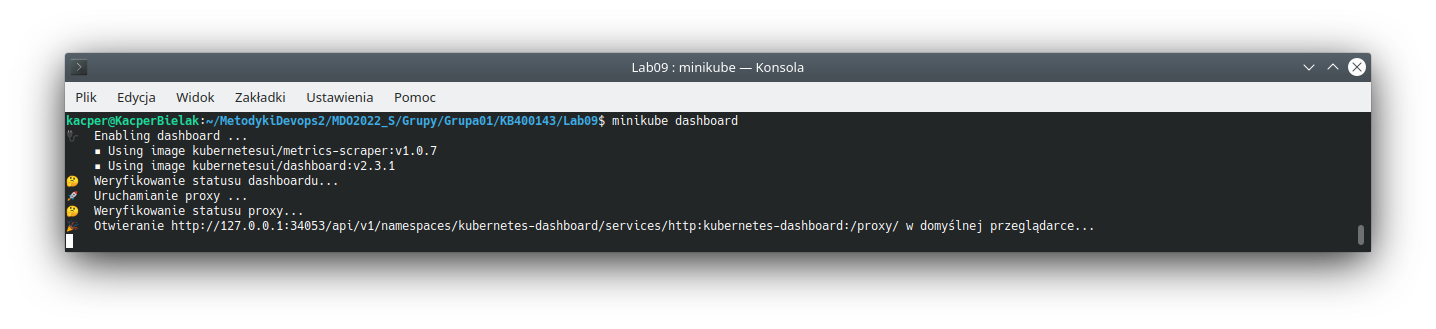 Lab09 : minikube — Konsola
Plik Edycja Widok Zakładki Ustawienia Pomoc
kacper@KacperBielak:~/MetodykiDevops2/MDO2022_S/Grupy/Grupa01/KB400143/Lab09$ minikube dashboard
Enabling dashboard ...
▪ Using image kubernetesui/metrics-scraper:v1.0.7
▪ Using image kubernetesui/dashboard:v2.3.1
🤔 Weryfikowanie statusu dashboardu...
🚀 Uruchamianie proxy ...
🤔 Weryfikowanie statusu proxy...
🎉 Otwieranie http://127.0.0.1:34053/api/v1/namespaces/kubernetes-dashboard/services/http:kubernetes-dashboard:/proxy/ w domyślnej przeglądarce...